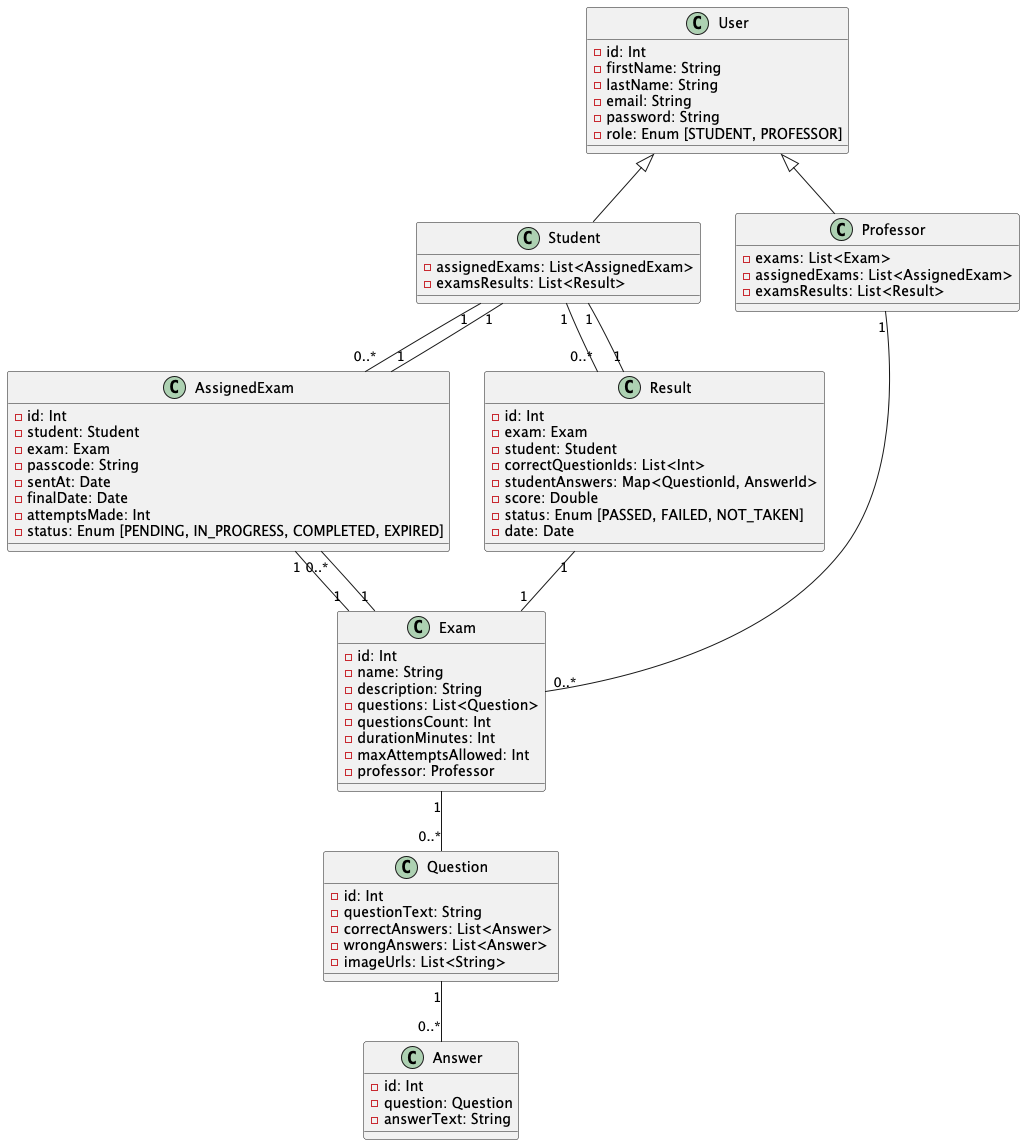 C User
id: Int
firstName: String
lastName: String
email: String
password: String
role: Enum [STUDENT, PROFESSOR]
C Student
assignedExams: List<AssignedExam>
examsResults: List<Result>
C Professor
exams: List<Exam>
assignedExams: List<AssignedExam>
examsResults: List<Result>
1 1 1 1 1
0..* 1 0..* 1
C AssignedExam
id: Int
student: Student
exam: Exam
passcode: String
sentAt: Date
finalDate: Date
attemptsMade: Int
status: Enum [PENDING, IN_PROGRESS, COMPLETED, EXPIRED]
C Result
id: Int
exam: Exam
student: Student
correctQuestionIds: List<Int>
studentAnswers: Map<QuestionId, AnswerId>
score: Double
status: Enum [PASSED, FAILED, NOT_TAKEN]
date: Date
1 0..* 1
1 1 1
C Exam
id: Int
name: String
description: String
questions: List<Question>
questionsCount: Int
durationMinutes: Int
maxAttemptsAllowed: Int
professor: Professor
0..*
1
0..*
C Question
id: Int
questionText: String
correctAnswers: List<Answer>
wrongAnswers: List<Answer>
imageUrls: List<String>
1
0..*
C Answer
id: Int
question: Question
answerText: String